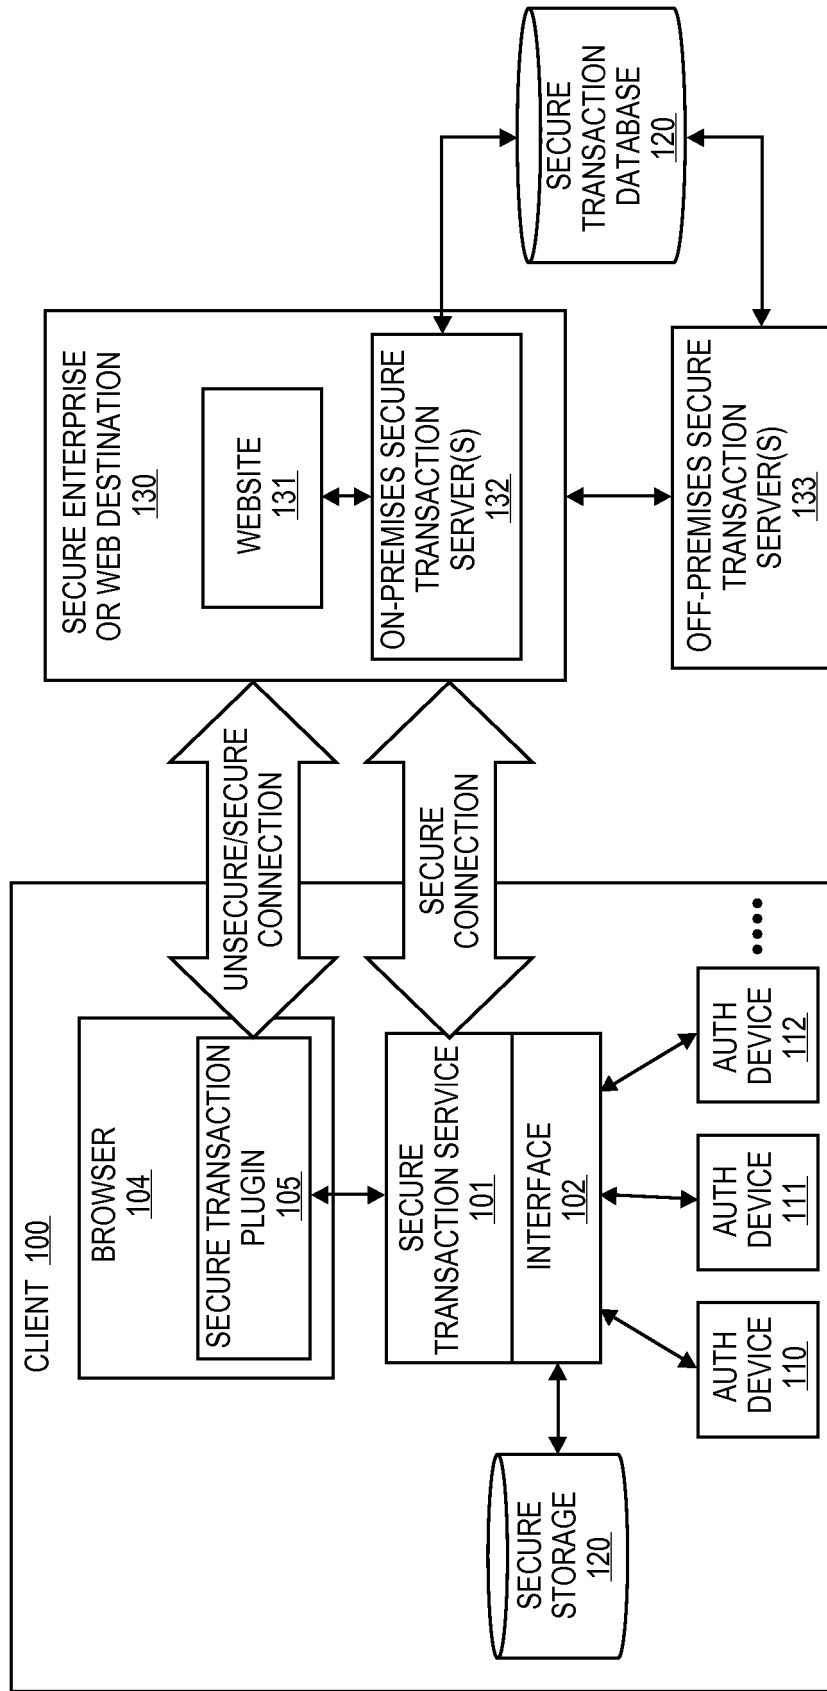 CLIENT 100
BROWSER
104
SECURE TRANSACTION
PLUGIN
105
UNSECURE/SECURE
CONNECTION
SECURE ENTERPRISE
OR WEB DESTINATION
130
WEBSITE
131
ON-PREMISES SECURE
TRANSACTION
SERVER(S)
132
SECURE
TRANSACTION SERVICE
101
INTERFACE
102
SECURE
CONNECTION
SECURE
STORAGE
120
AUTH
DEVICE
110
AUTH
DEVICE
111
AUTH
DEVICE
112
SECURE
TRANSACTION
DATABASE
120
OFF-PREMISES SECURE
TRANSACTION
SERVER(S)
133